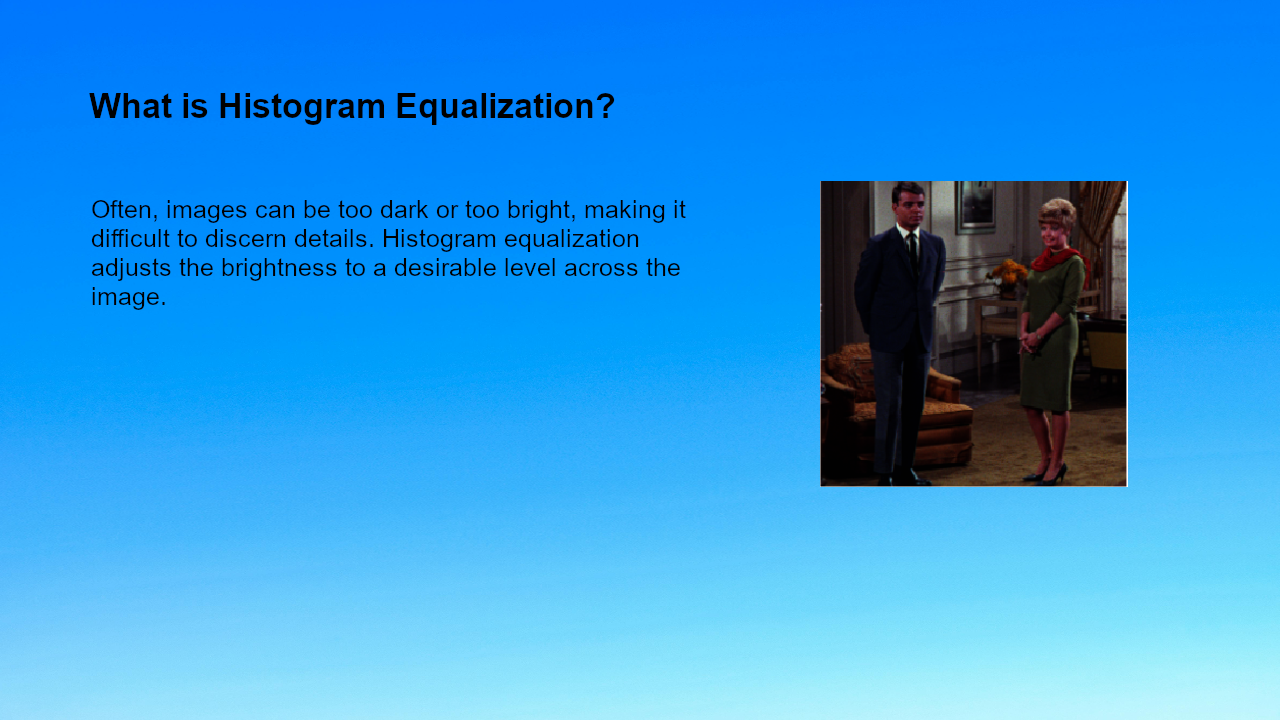 What is Histogram Equalization?
Often, images can be too dark or too bright, making it
difficult to discern details. Histogram equalization
adjusts the brightness to a desirable level across the
image.